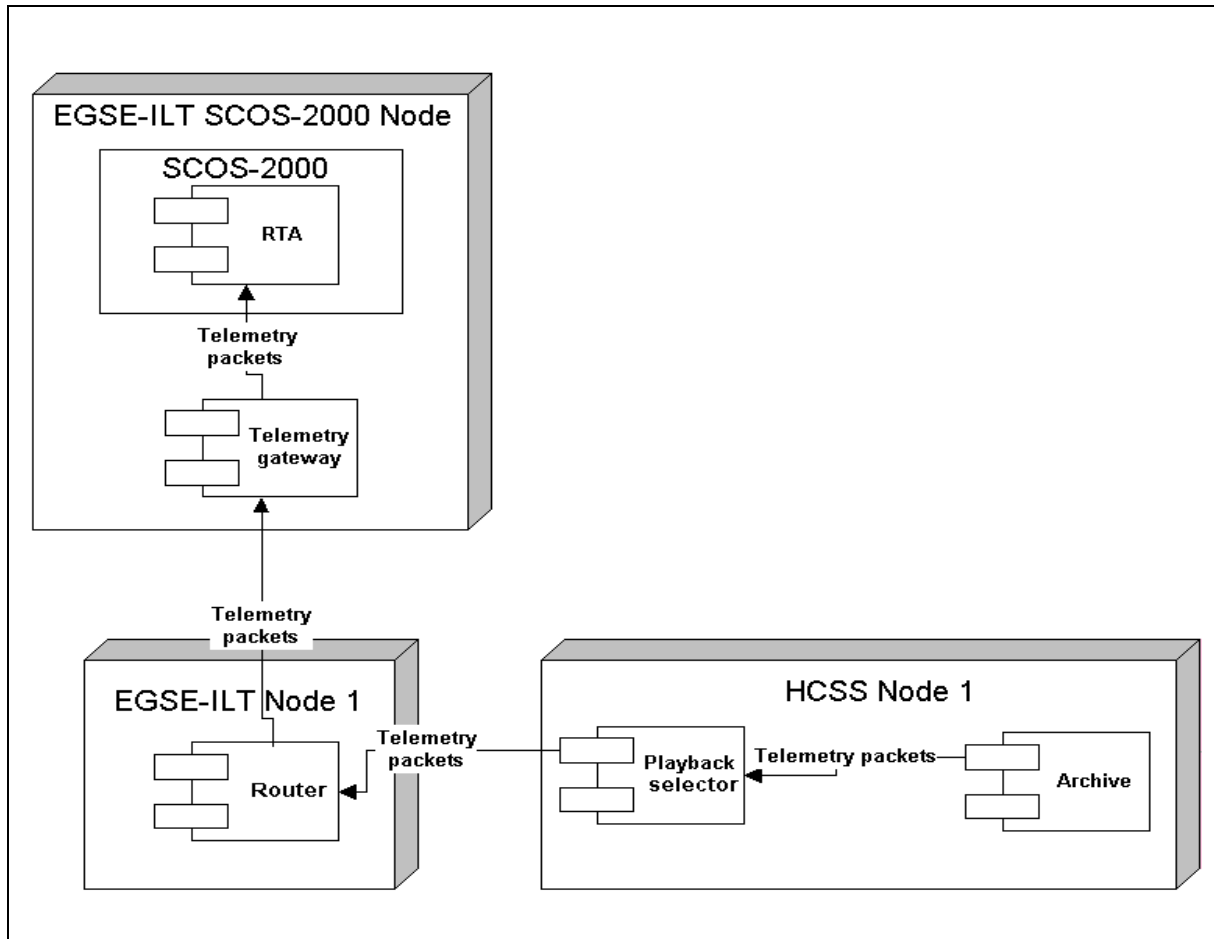 EGSE-ILT SCOS-2000 Node
SCOS-2000
RTA
Telemetry
packets
Telemetry
gateway
Telemetry
packets
EGSE-ILT Node 1
Router
Telemetry
packets
HCSS Node 1
Playback
selector
Telemetry packets
Archive